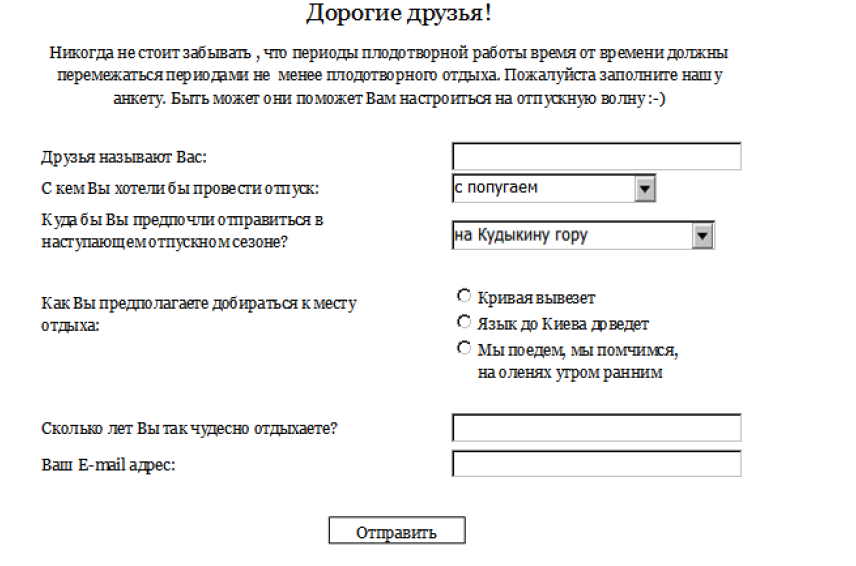 Дорогие друзья!
Никогда не стоит забывать , что периоды плодотворной работы время от времени должны
перемежаться периодами не менее плодотворного отдыха. Пожалуйста заполните нашу
анкету. Быть может они поможет Вам настроиться на отпускную волну :-)
Друзья называют Вас:
С кем Вы хотели бы провести отпуск:
с попугаем
Куда бы Вы предпочли отправиться в
наступающем отпускном сезоне?
на Кудыкину гору
Как Вы предполагаете добираться к месту
отдыха:
Кривая вывезет
Язык до Киева доведет
Мы поедем, мы помчимся,
на оленях утром ранним
Сколько лет Вы так чудесно отдыхаете?
Ваш E-mail адрес:
Отправить